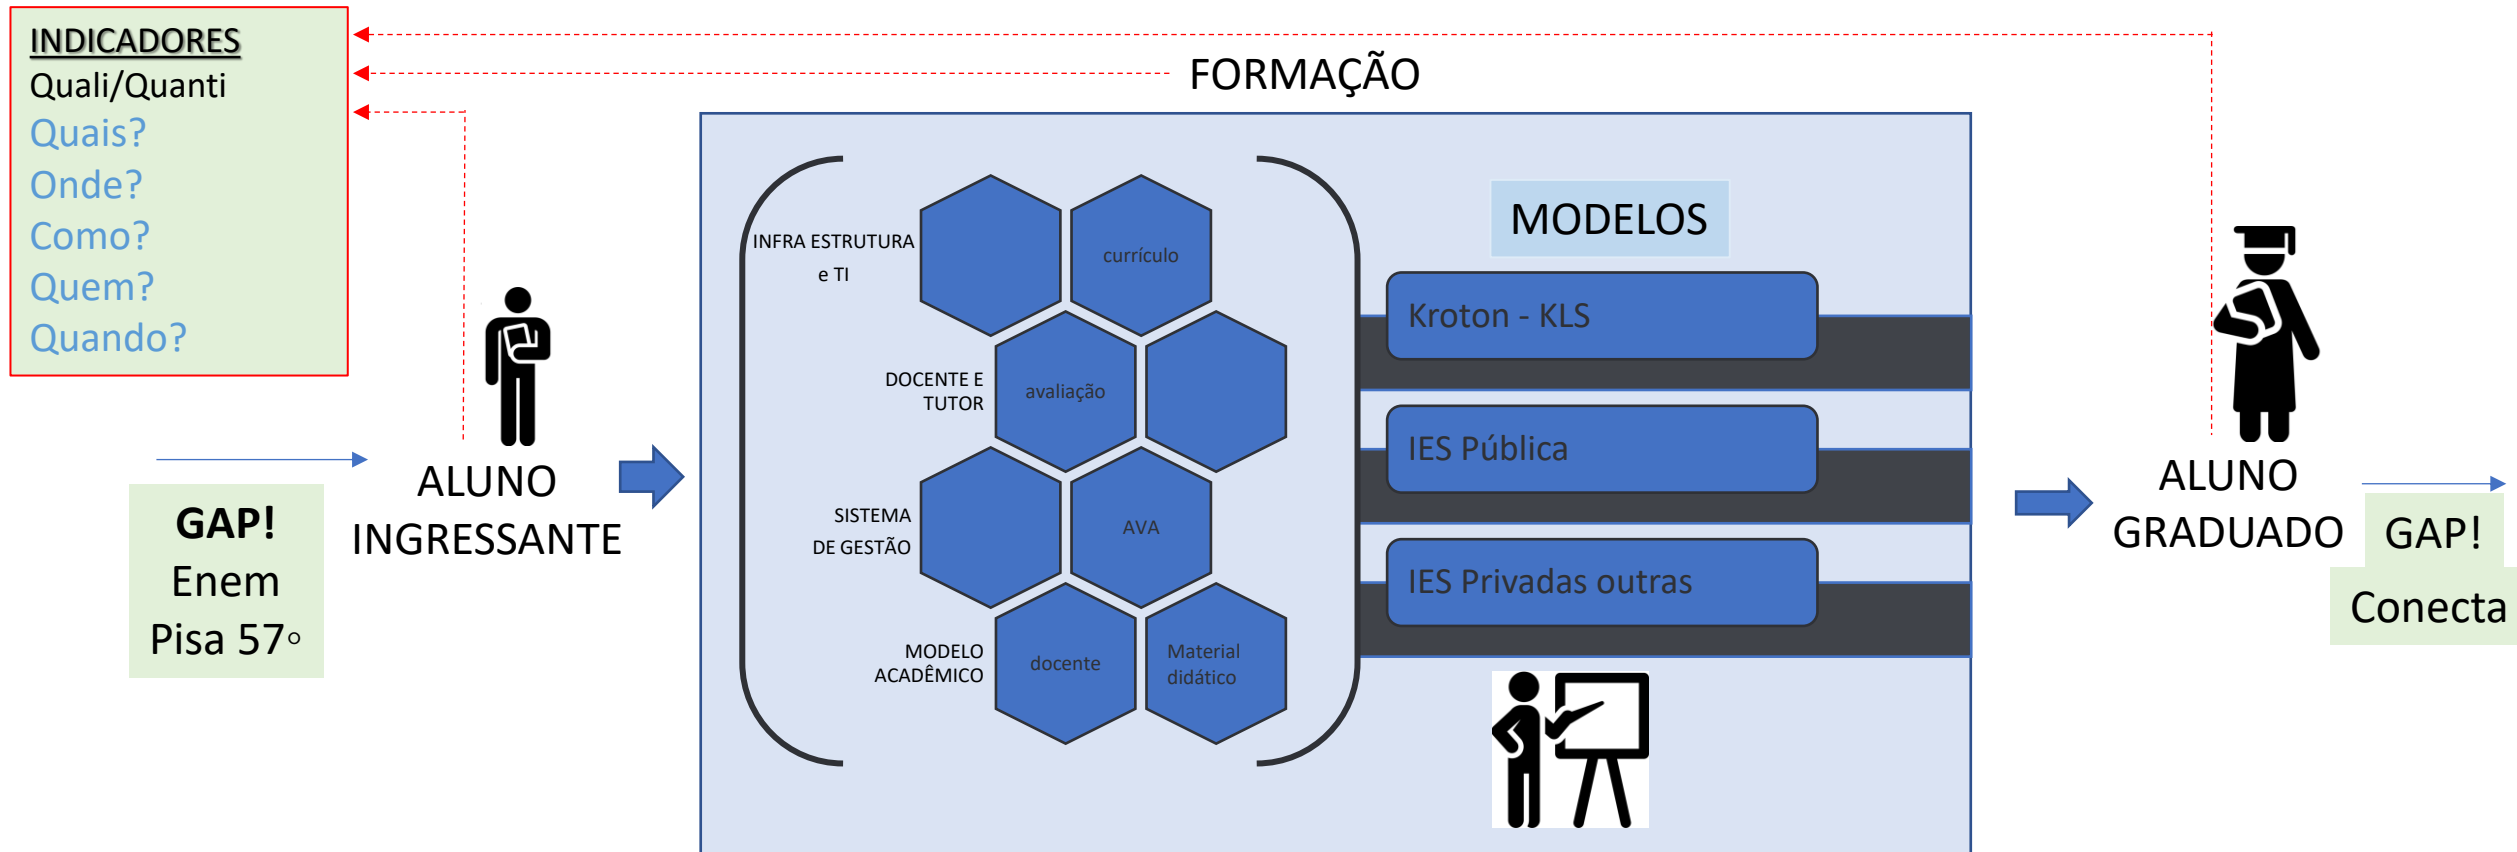 INDICADORES
Quali/Quanti
Quais?
Onde?
Como?
Quem?
Quando?
FORMAÇÃO
GAP!
Enem
Pisa 57°
ALUNO
INGRESSANTE
INFRA ESTRUTURA
e TI
currículo
DOCENTE E
TUTOR
avaliação
SISTEMA
DE GESTÃO
AVA
MODELO
ACADÊMICO
docente
Material
didático
MODELOS
Kroton - KLS
IES Pública
IES Privadas outras
ALUNO
GRADUADO
GAP!
Conecta